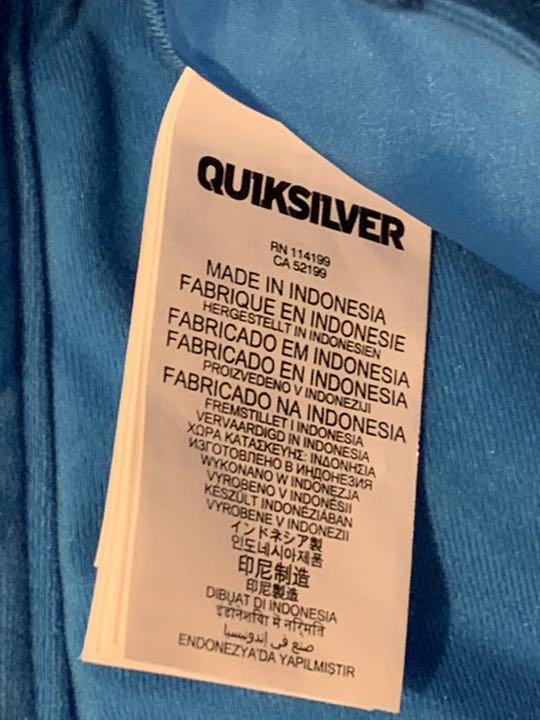 QUIKSILVER
RN 114199
CA 52199
MADE IN INDONESIA
FABRIQUE EN INDONESIE
HERGESTELLT IN INDONESIEN
FABRICADO EM INDONESIA
FABRICADO EN INDONESIA
PROIZVEDENO V INDONEZIJI
FABRICADO NA INDONESIA
FREMSTILLET I INDONESIA
VERVAARDIGD IN INDONESIA
ΧΩΡΑ ΚΑΤΑΣΚΕΥΗΣ: ΙΝΔΟΝΗΣΙΑ
ИЗГОТОВЛЕНО В ИНДОНЕЗИЯ
WYKONANO W INDONEZJA
VYROBENO V INDONÉSII
KÉSZÜLT INDONÉZIÁBAN
VYROBENE V INDONEZII
インドネシア製
인도네시아제품
印尼制造
印尼製造
DIBUAT DI INDONESIA
इंडोनेशिया में निर्मित
صنع في إندونيسيا
ENDONEZYA'DA YAPILMIŞTIR